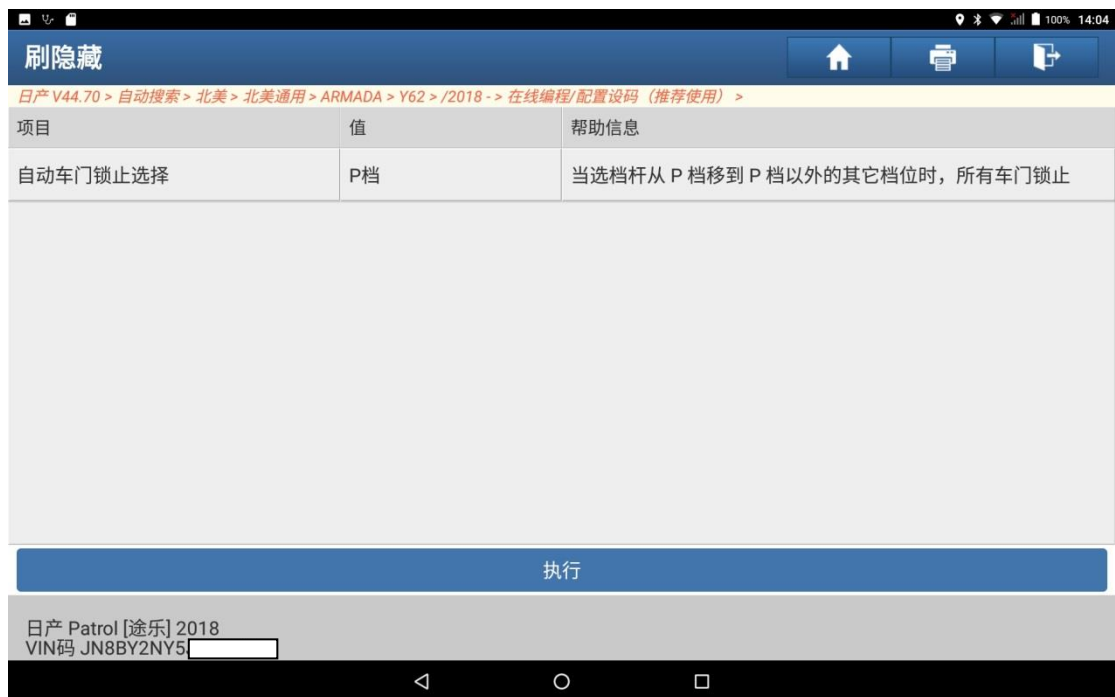 100% 14:04
刷隐藏
日产 V44.70 > 自动搜索 > 北美 > 北美通用 > ARMADA > Y62 > /2018 - > 在线编程/配置设码（推荐使用） >
项目 值 帮助信息
自动车门锁止选择 P档 当选档杆从 P 档移到 P 档以外的其它档位时，所有车门锁止
执行
日产 Patrol [途乐] 2018
VIN码 JN8BY2NY5